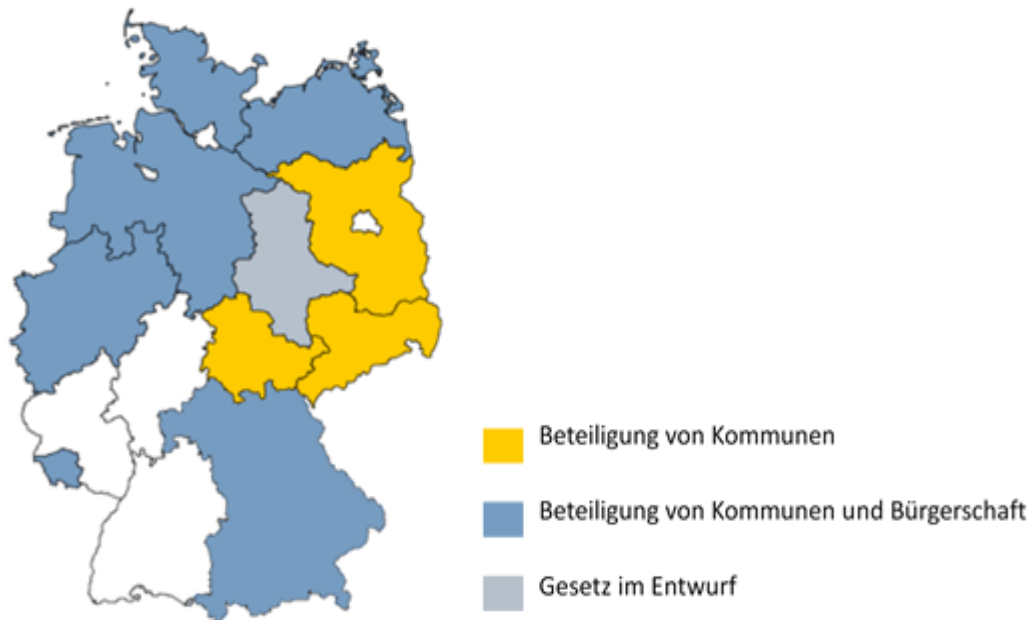 Beteiligung von Kommunen
Beteiligung von Kommunen und Bürgerschaft
Gesetz im Entwurf